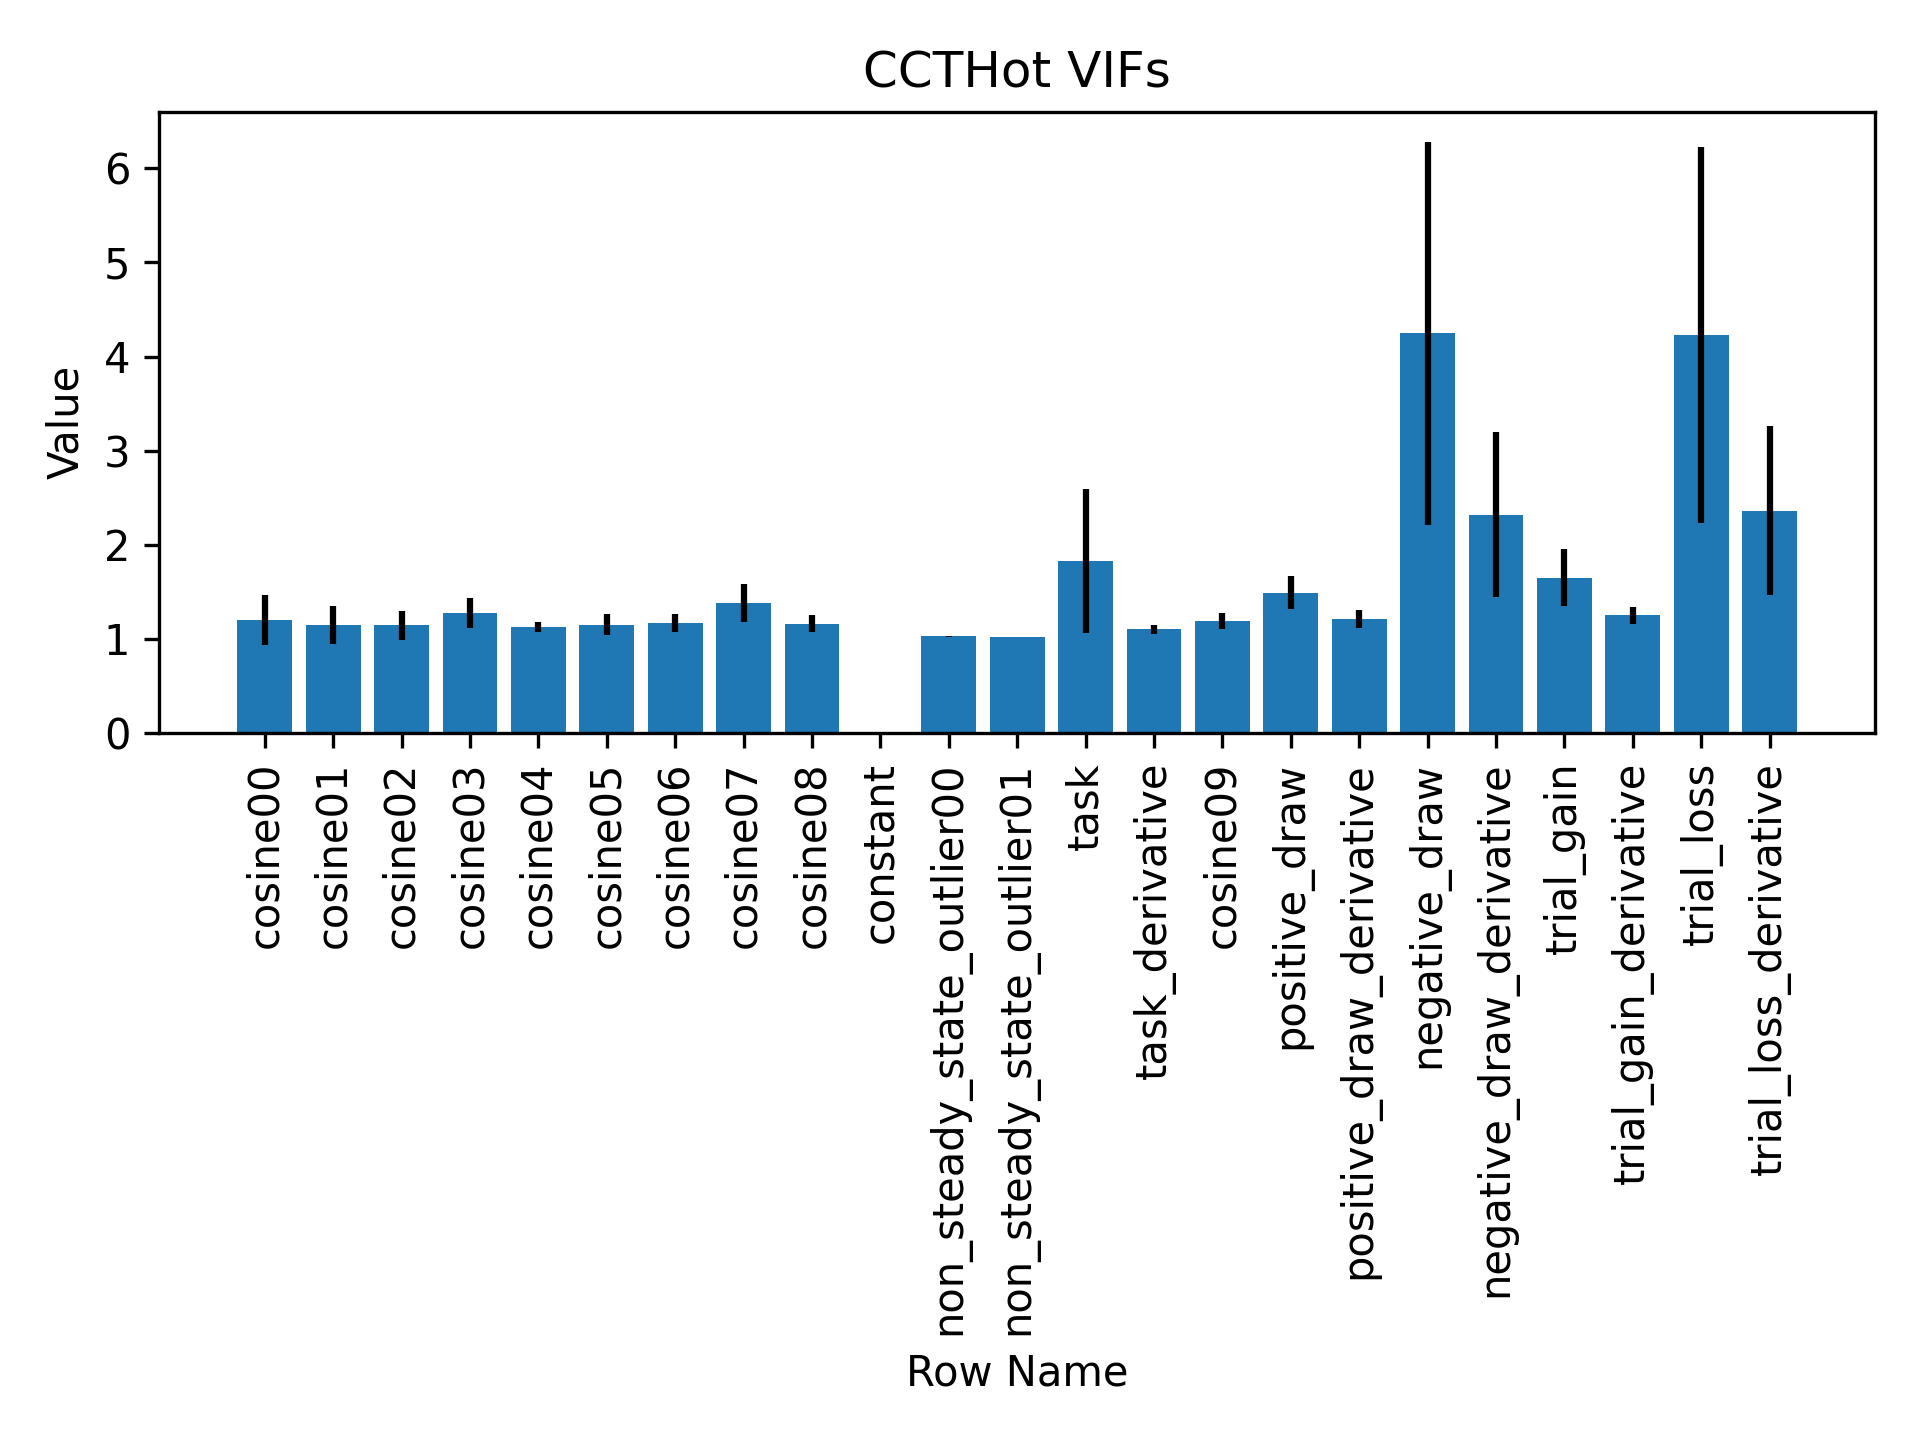 CCTHot VIFs
Value
6
5
4
3
2
1
0
cosine00
cosine01
cosine02
cosine03
cosine04
cosine05
cosine06
cosine07
cosine08
constant
non_steady_state_outlier00
non_steady_state_outlier01
task
task_derivative
cosine09
positive_draw
positive_draw_derivative
negative_draw
negative_draw_derivative
trial_gain
trial_gain_derivative
trial_loss
trial_loss_derivative
Row Name